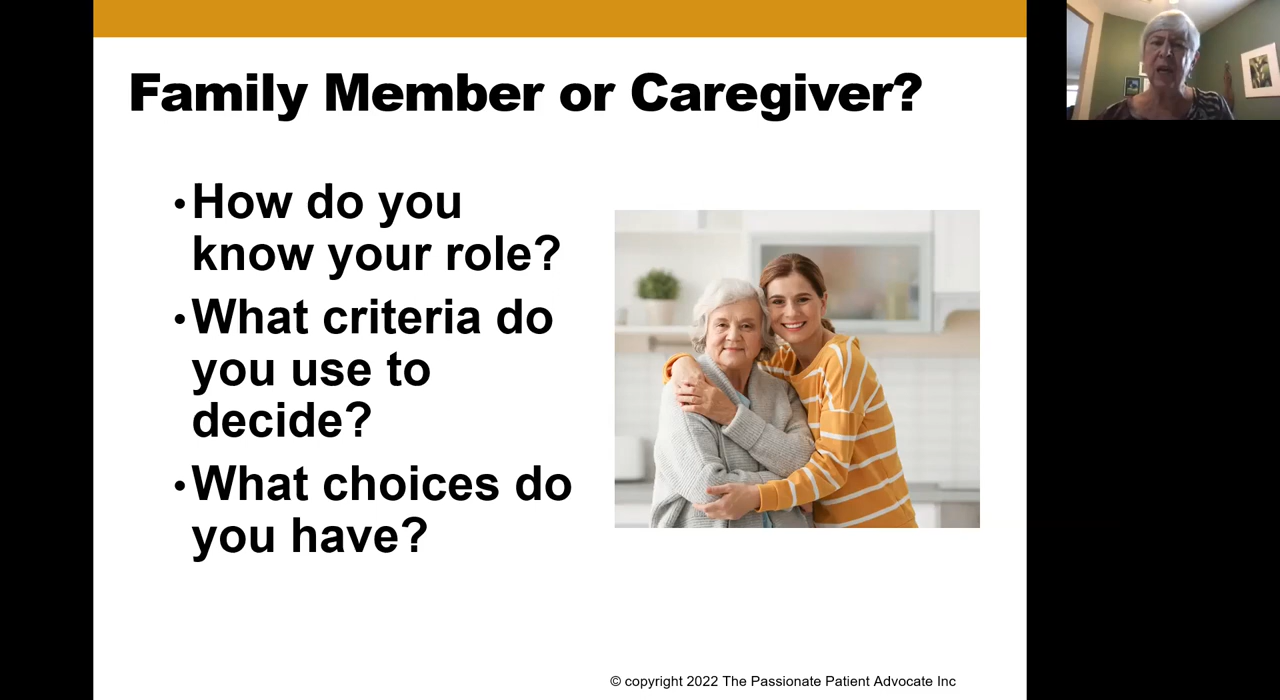 Family Member or Caregiver?
•How do you
know your role?
•What criteria do
you use to
decide?
•What choices do
you have?
© copyright 2022 The Passionate Patient Advocate Inc